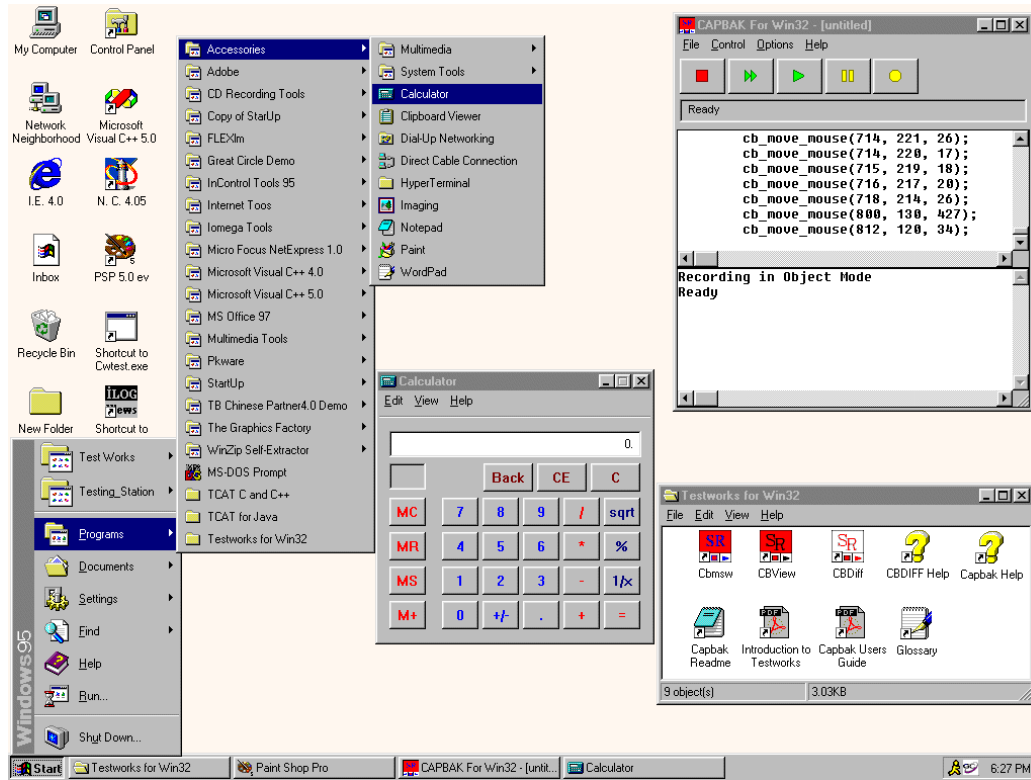 My Computer
Control Panel
Network
Neighborhood
Microsoft
Visual C++ 5.0
I.E. 4.0
N. C. 4.05
Inbox
PSP 5.0 ev
Recycle Bin
Shortcut to
Cwtest.exe
New Folder
ILOG
Views
Shortcut to
Windows95
Test Works
Testing_Station
Programs
Documents
Settings
Find
Help
Run...
Shut Down...
Accessories
Adobe
CD Recording Tools
Copy of StarUp
FLEXlm
Great Circle Demo
InControl Tools 95
Internet Toos
Iomega Tools
Micro Focus NetExpress 1.0
Microsoft Visual C++ 4.0
Microsoft Visual C++ 5.0
MS Office 97
Multimedia Tools
Pkware
StartUp
TB Chinese Partner4.0 Demo
The Graphics Factory
WinZip Self-Extractor
MS-DOS Prompt
TCAT C and C++
TCAT for Java
Testworks for Win32
Multimedia
System Tools
Calculator
Clipboard Viewer
Dial-Up Networking
Direct Cable Connection
HyperTerminal
Imaging
Notepad
Paint
WordPad
Calculator
Edit View Help
0.
Back CE C
MC 7 8 9 / sqrt
MR 4 5 6 * %
MS 1 2 3 - 1/x
M+ 0 +/- . + =
CAPBAK For Win32 - [untitled]
File Control Options Help
Ready
cb_move_mouse(714, 221, 26);
cb_move_mouse(714, 220, 17);
cb_move_mouse(715, 219, 18);
cb_move_mouse(716, 217, 20);
cb_move_mouse(718, 214, 26);
cb_move_mouse(800, 130, 427);
cb_move_mouse(812, 120, 34);
Recording in Object Mode
Ready
Testworks for Win32
File Edit View Help
SR
Cbmsw
SR
CBView
SR
CBDiff
CBDIFF Help
Capbak Help
Capbak
Readme
PDF
Introduction to
Testworks
PDF
Capbak Users
Guide
Glossary
9 object(s)
3.03KB
Start
Testworks for Win32
Paint Shop Pro
CAPBAK For Win32 - [untit...
Calculator
6:27 PM